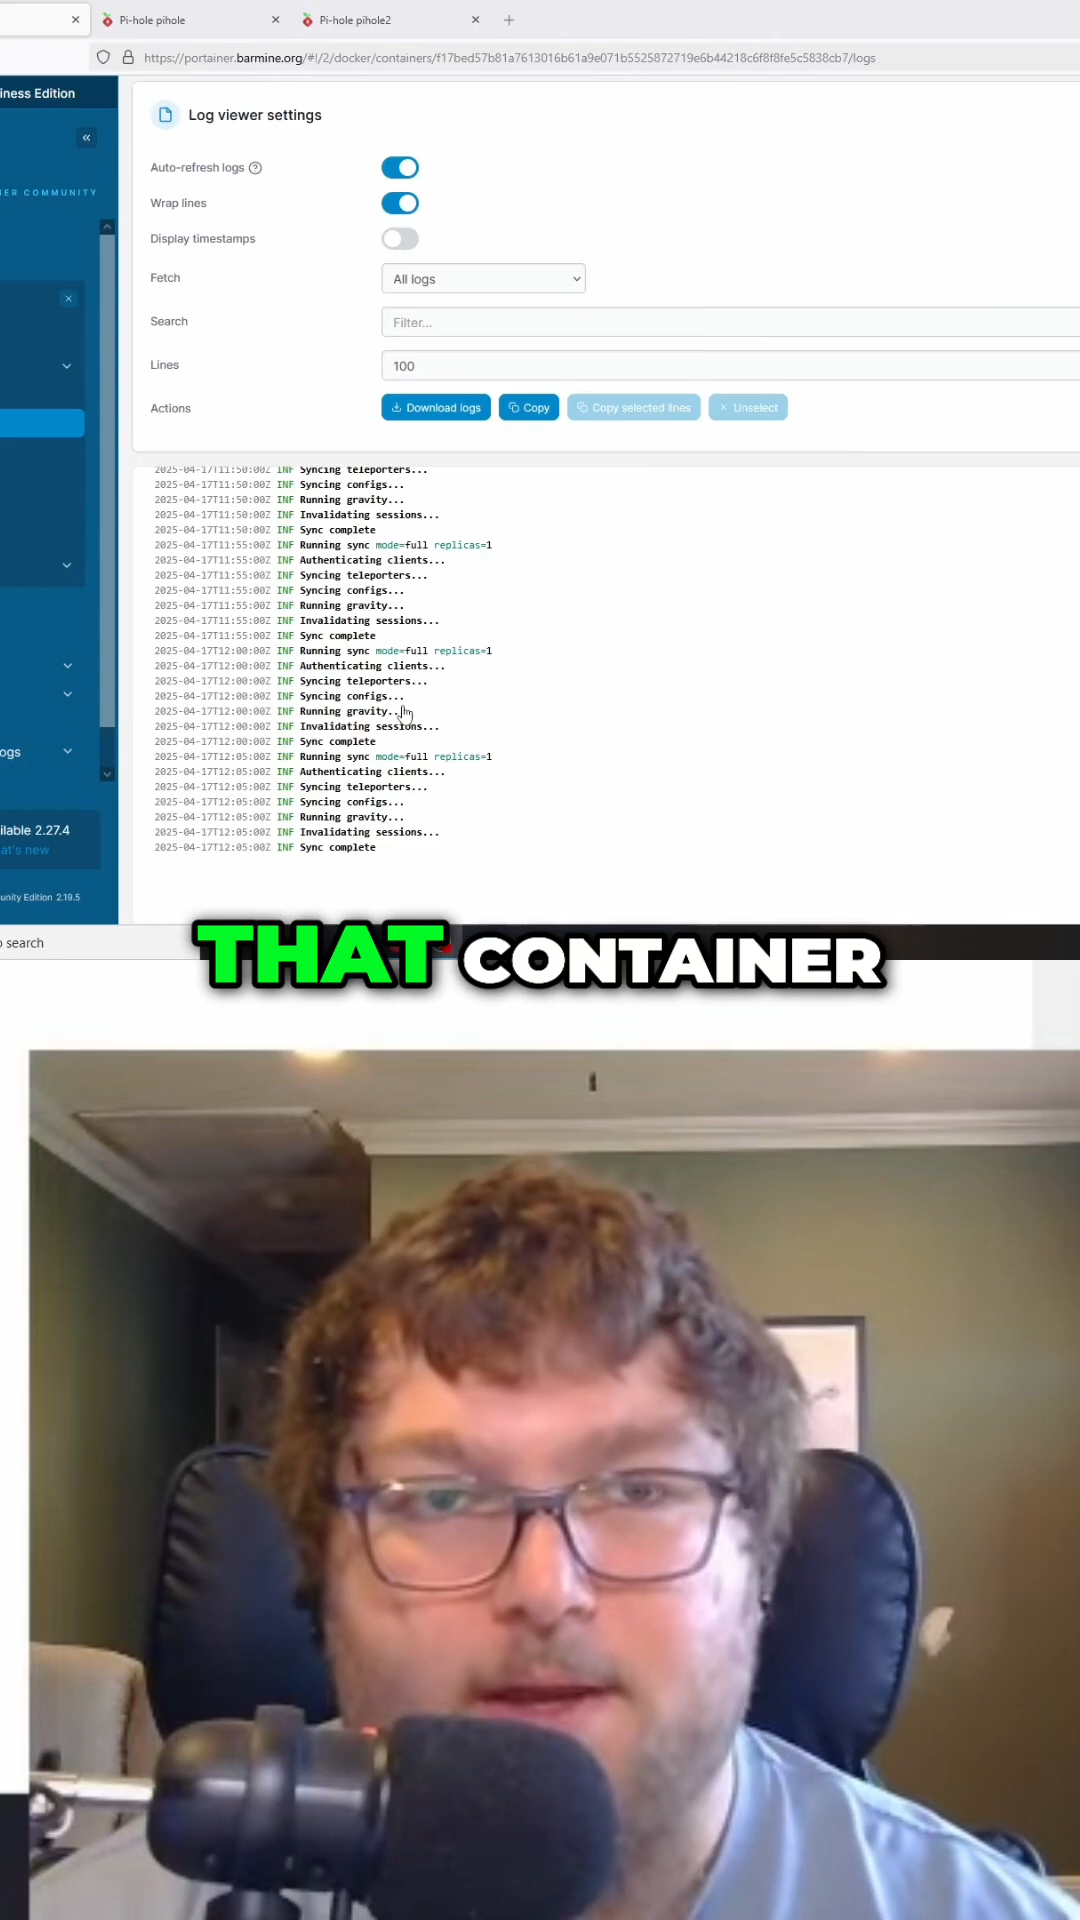 Pi-hole pihole
Pi-hole pihole2
https://portainer.barmine.org/#!/2/docker/containers/f17bed57b81a7613016b61a9e071b5525872719e6b44218c6f8f8fe5c5838cb7/logs
iness Edition
Log viewer settings
ER COMMUNITY
Auto-refresh logs
Wrap lines
Display timestamps
Fetch
All logs
Search
Filter...
Lines
100
Actions
Download logs
Copy
Copy selected lines
Unselect
2025-04-17T11:50:00Z INF Syncing teleporters...
2025-04-17T11:50:00Z INF Syncing configs...
2025-04-17T11:50:00Z INF Running gravity...
2025-04-17T11:50:00Z INF Invalidating sessions...
2025-04-17T11:50:00Z INF Sync complete
2025-04-17T11:55:00Z INF Running sync mode=full replicas=1
2025-04-17T11:55:00Z INF Authenticating clients...
2025-04-17T11:55:00Z INF Syncing teleporters...
2025-04-17T11:55:00Z INF Syncing configs...
2025-04-17T11:55:00Z INF Running gravity...
2025-04-17T11:55:00Z INF Invalidating sessions...
2025-04-17T11:55:00Z INF Sync complete
2025-04-17T12:00:00Z INF Running sync mode=full replicas=1
2025-04-17T12:00:00Z INF Authenticating clients...
2025-04-17T12:00:00Z INF Syncing teleporters...
2025-04-17T12:00:00Z INF Syncing configs...
2025-04-17T12:00:00Z INF Running gravity...
2025-04-17T12:00:00Z INF Invalidating sessions...
2025-04-17T12:00:00Z INF Sync complete
2025-04-17T12:05:00Z INF Running sync mode=full replicas=1
2025-04-17T12:05:00Z INF Authenticating clients...
2025-04-17T12:05:00Z INF Syncing teleporters...
2025-04-17T12:05:00Z INF Syncing configs...
2025-04-17T12:05:00Z INF Running gravity...
2025-04-17T12:05:00Z INF Invalidating sessions...
2025-04-17T12:05:00Z INF Sync complete
ogs
ilable 2.27.4
at's new
unity Edition 2.19.5
o search
THAT CONTAINER